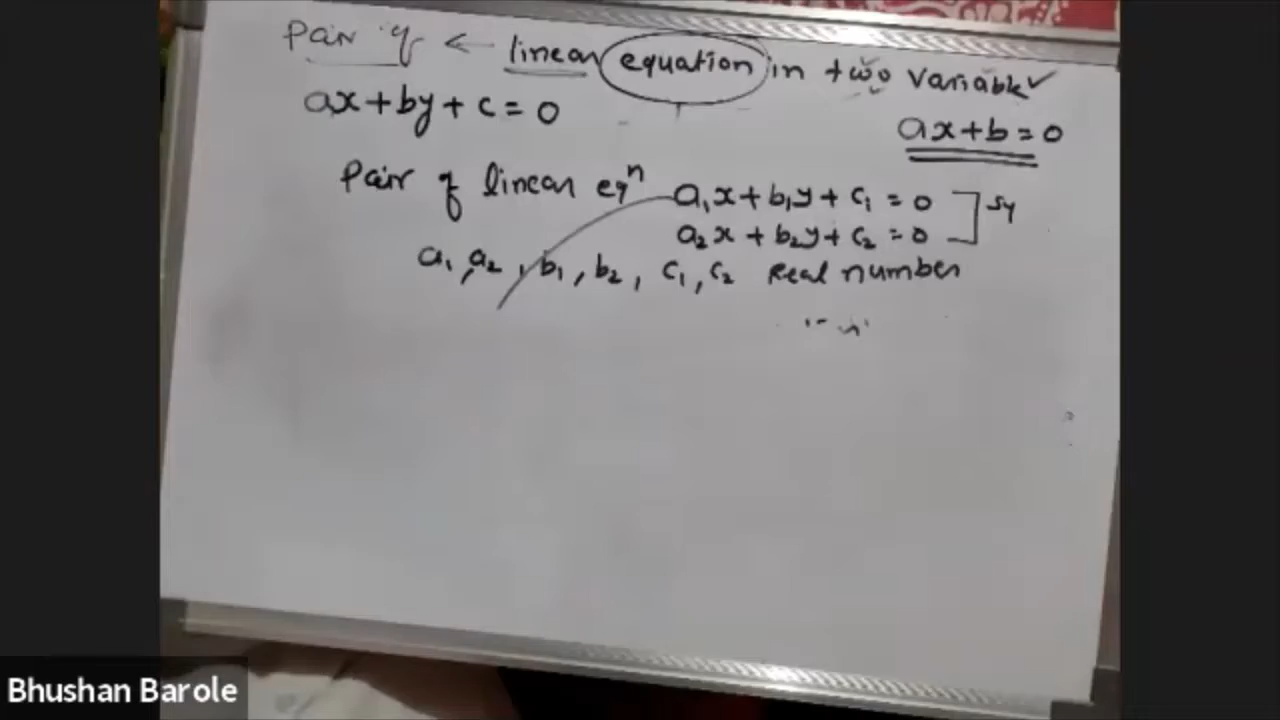 Pair of ← linear equation in two variable ✓
ax + by + c = 0
ax + b = 0
Pair of linear eqⁿ a₁x + b₁y + c₁ = 0
a₂x + b₂y + c₂ = 0
Sy
a₁, a₂, b₁, b₂, c₁, c₂ Real number
Bhushan Barole